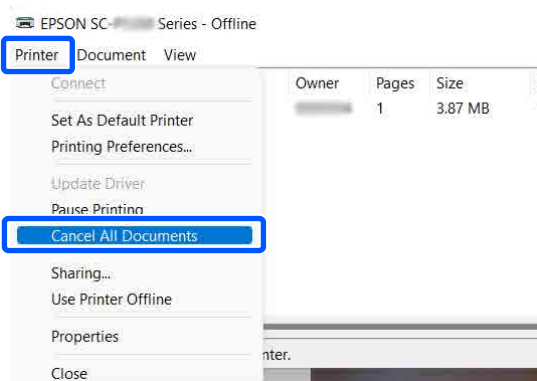 EPSON SC- Series - Offline
Printer Document View
Connect
Owner Pages Size
1 3.87 MB
Set As Default Printer
Printing Preferences...
Update Driver
Pause Printing
Cancel All Documents
Sharing...
Use Printer Offline
Properties
nter.
Close